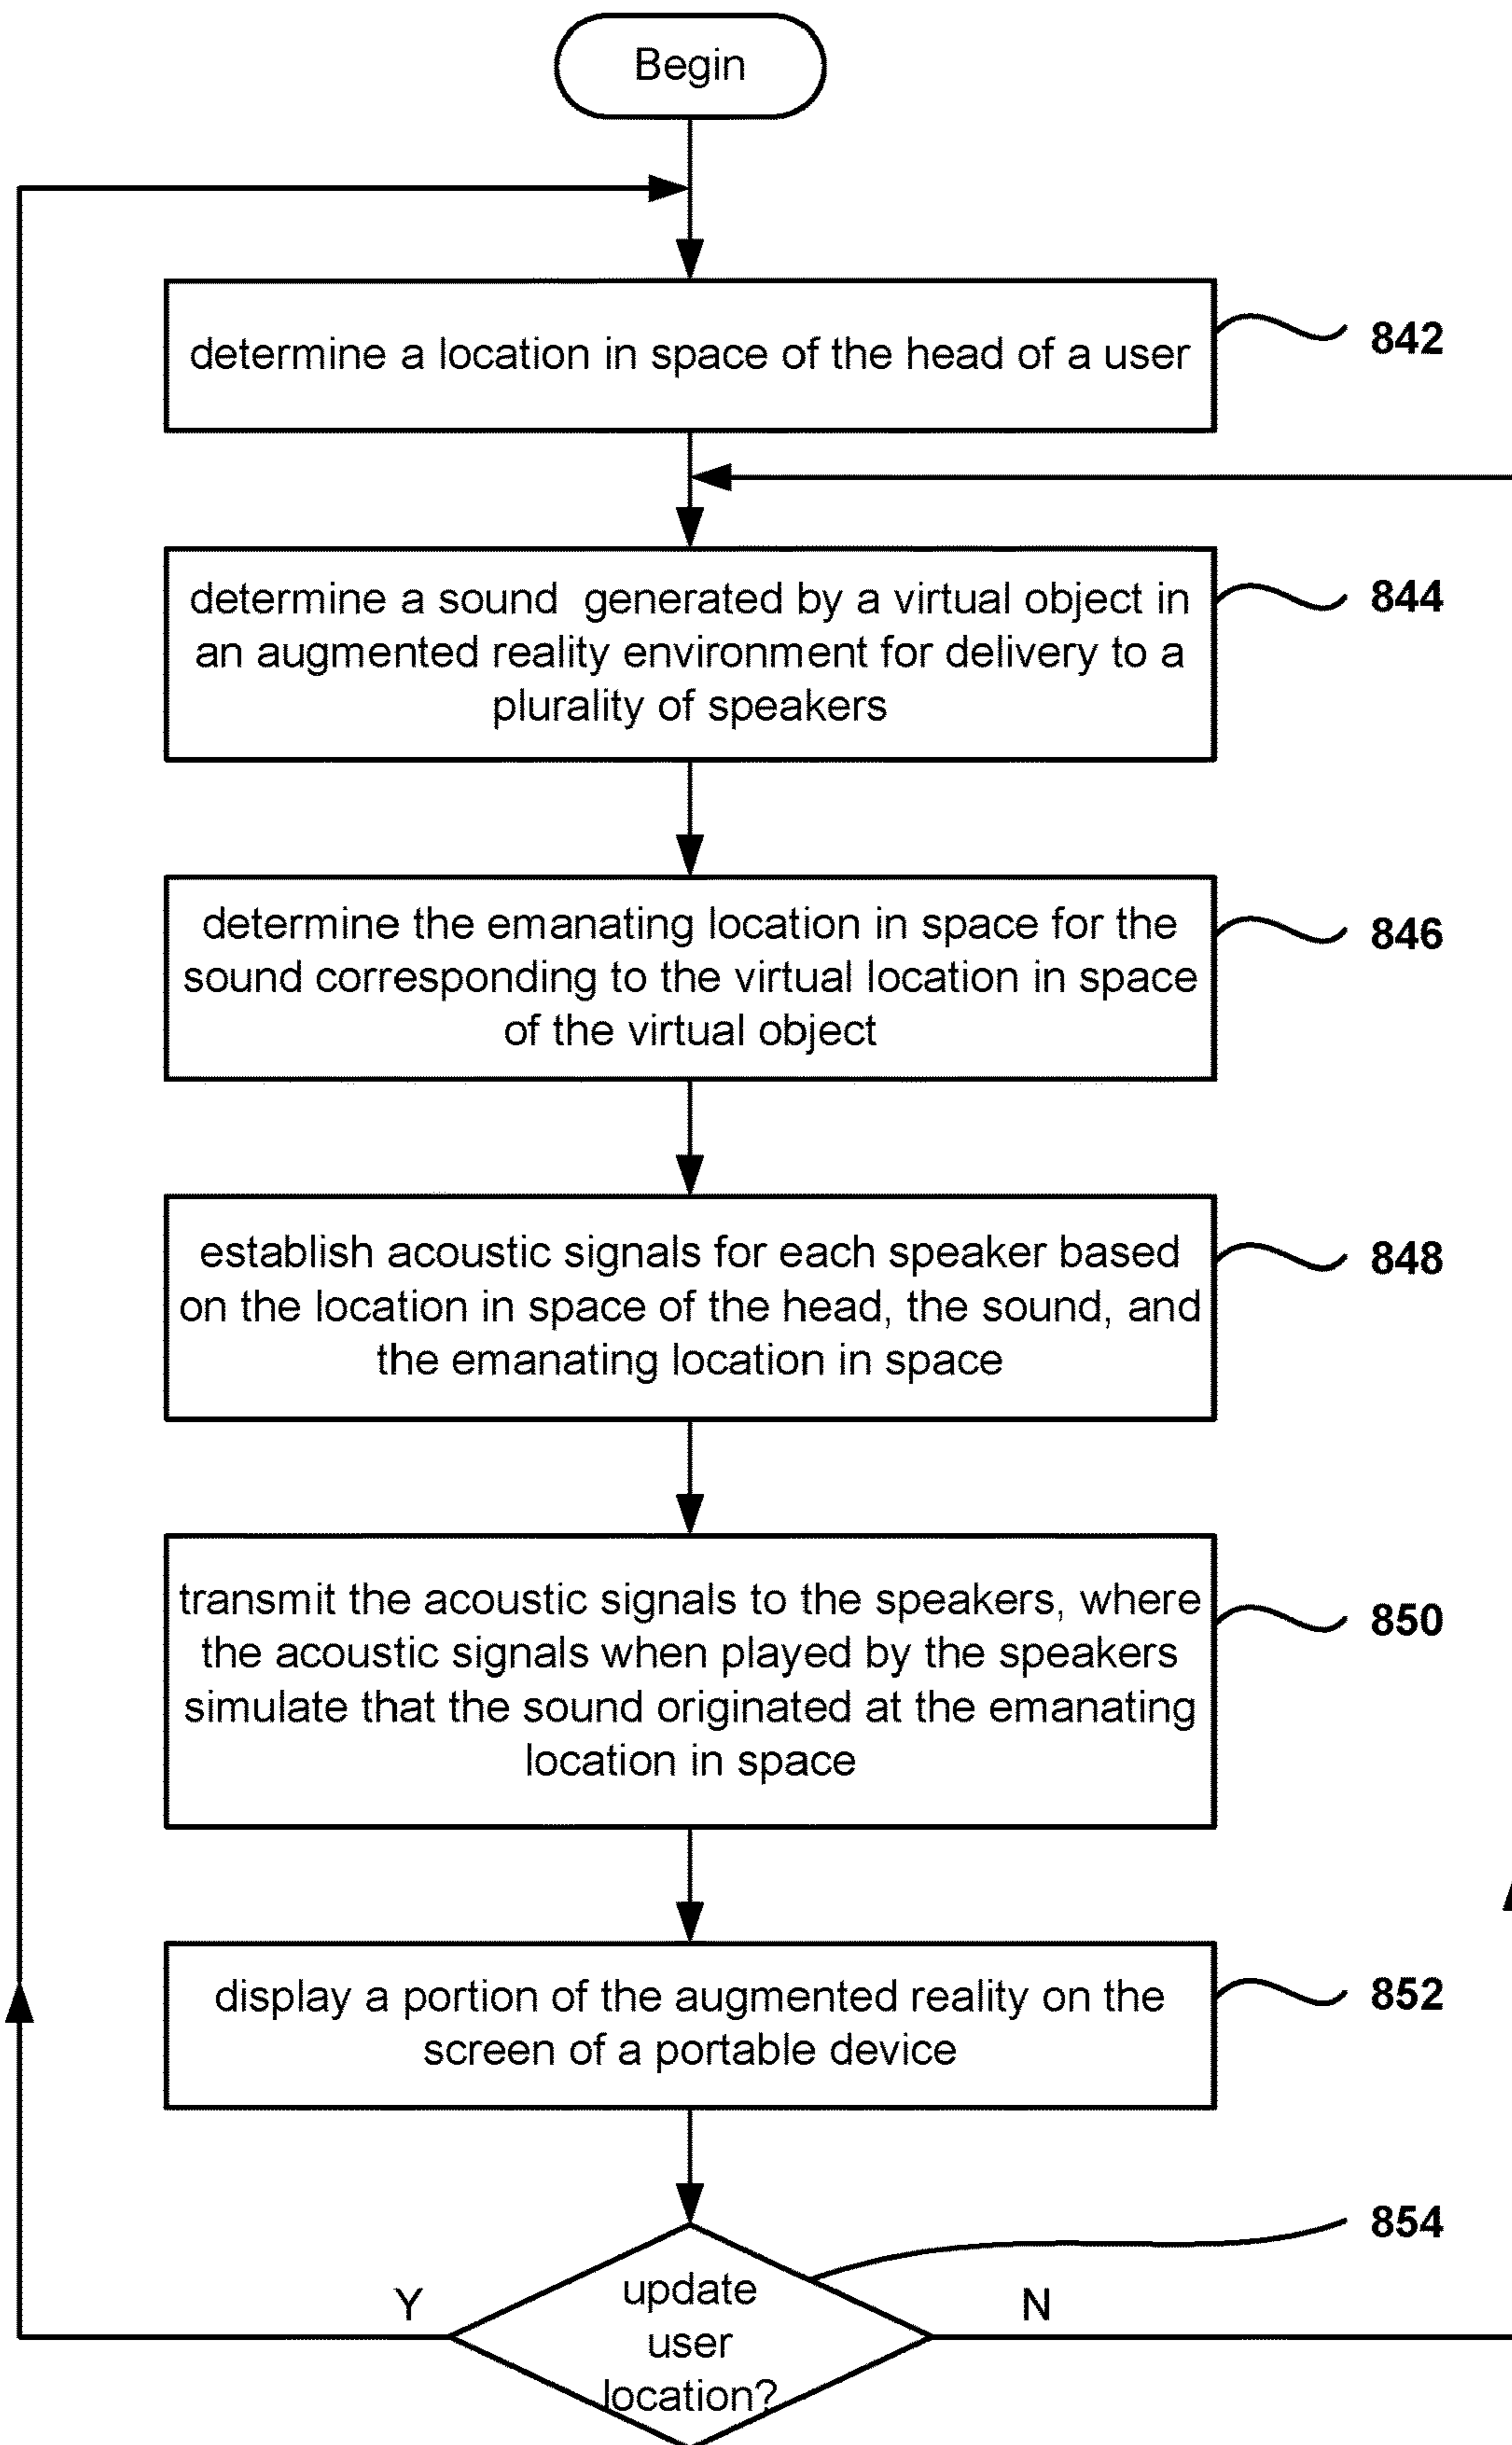 Begin
determine a location in space of the head of a user
842
determine a sound generated by a virtual object in
an augmented reality environment for delivery to a
plurality of speakers
844
determine the emanating location in space for the
sound corresponding to the virtual location in space
of the virtual object
846
establish acoustic signals for each speaker based
on the location in space of the head, the sound, and
the emanating location in space
848
transmit the acoustic signals to the speakers, where
the acoustic signals when played by the speakers
simulate that the sound originated at the emanating
location in space
850
display a portion of the augmented reality on the
screen of a portable device
852
854
Y
update
user
location?
N